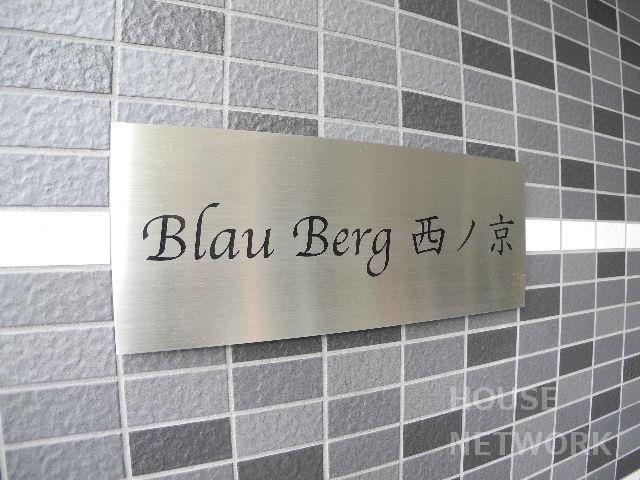 Blau Berg 西ノ京
HOUSE
NETWORK